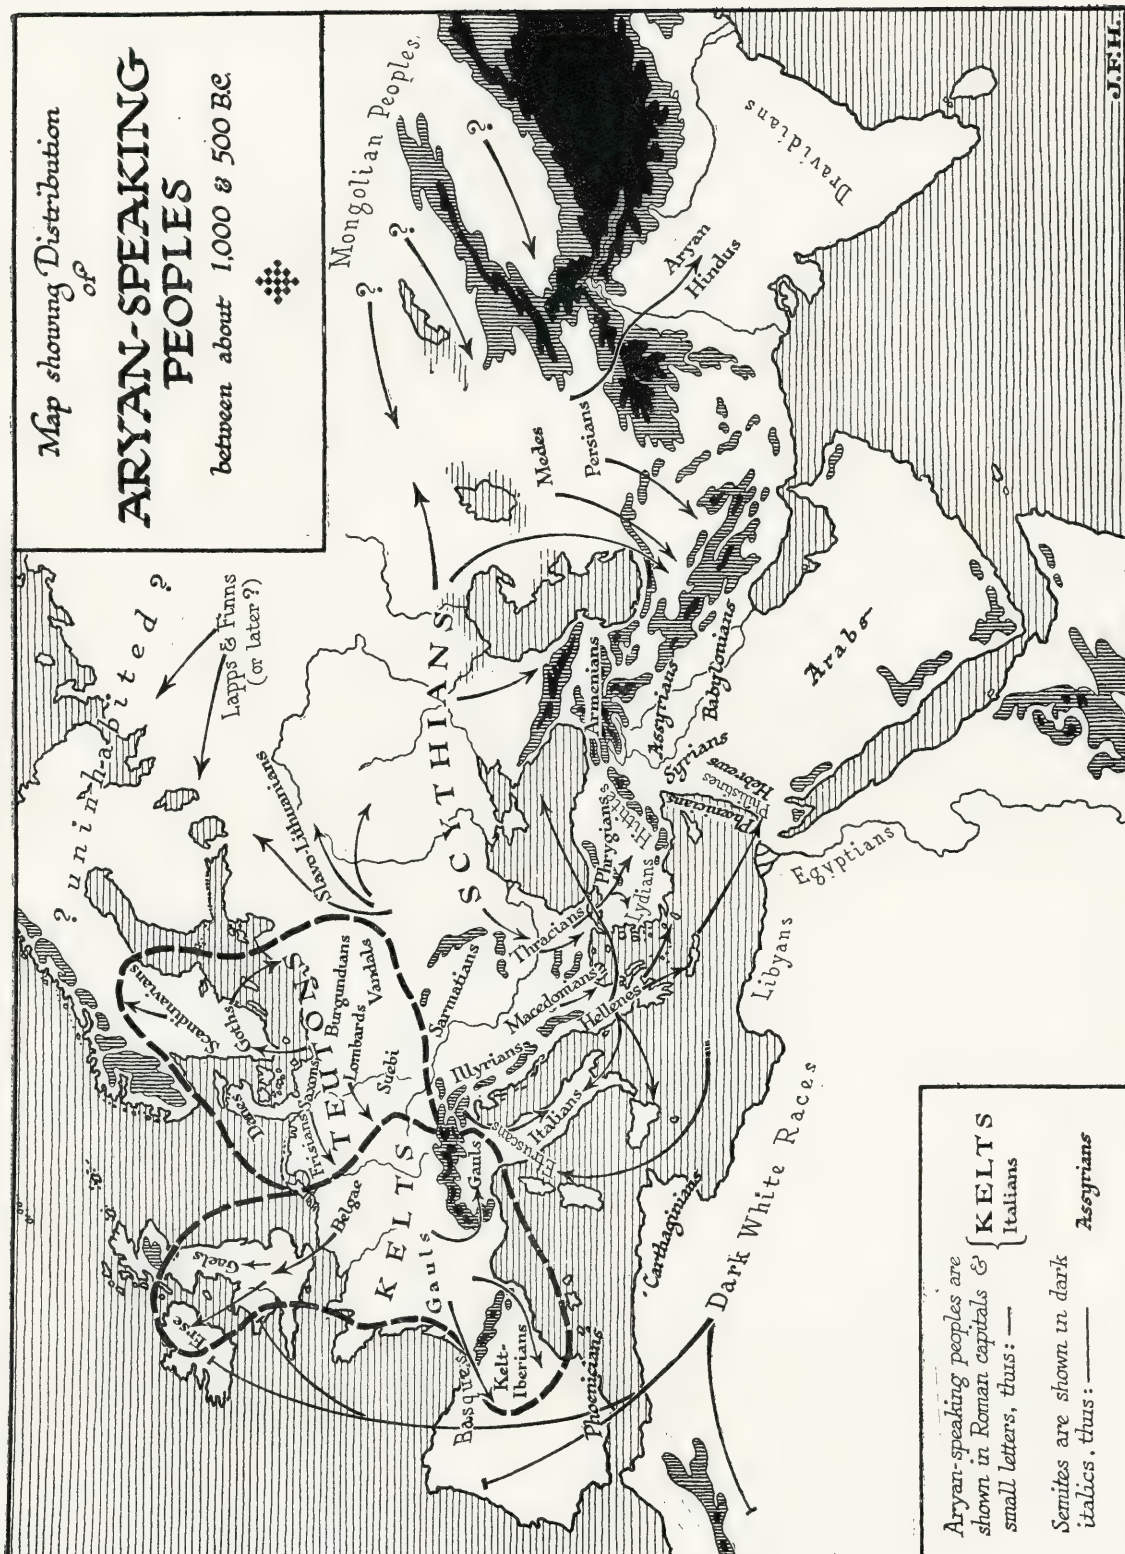 Map showing Distribution
of
ARYAN-SPEAKING
PEOPLES
between about 1,000 & 500 B.C.
Mongolian Peoples.
?
?
?
? uninhabited ?
Lapps & Finns
(or later ?)
Slavo-Lithuanians
Scandinavians
Goths
Danes
Saxons
Frisians
TEUTONS
Burgundians
Lombards
Vandals
Suebi
SCYTHIANS
Sarmatians
Medes
Persians
Aryan
Hindus
Dravidians
Armenians
Assyrians
Babylonians
Arabs
Syrians
Hebrews
Philistines
Phoenicians
Hittites
Phrygians
or
Lydians
Thracians
Macedonians
Hellenes
Illyrians
Italians
Etruscans
Gauls
KELTS
Belgae
Gaels
Erse
Gauls
Basques
Kelt-
Iberians
Phoenicians
Carthaginians
Dark White Races
Libyans
Egyptians
Aryan-speaking peoples are
shown in Roman capitals &
small letters, thus: —
{KELTS
Italians
Semites are shown in dark
italics, thus: —
Assyrians
J.F.H.